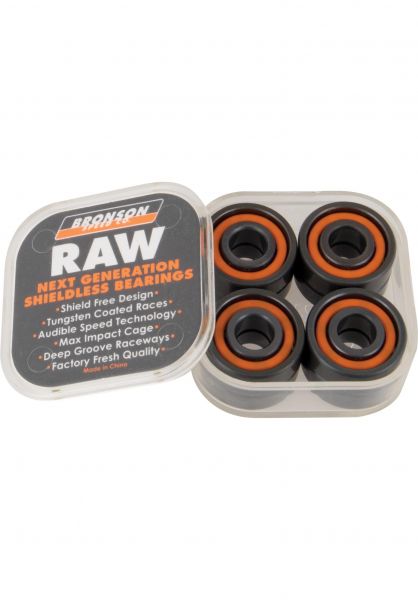 BRONSON
SPEED CO.
RAW
NEXT GENERATION
SHIELDLESS BEARINGS
• Shield Free Design •
• Tungsten Coated Races •
• Audible Speed Technology •
• Max Impact Cage •
• Deep Groove Raceways •
• Factory Fresh Quality •
Made in China